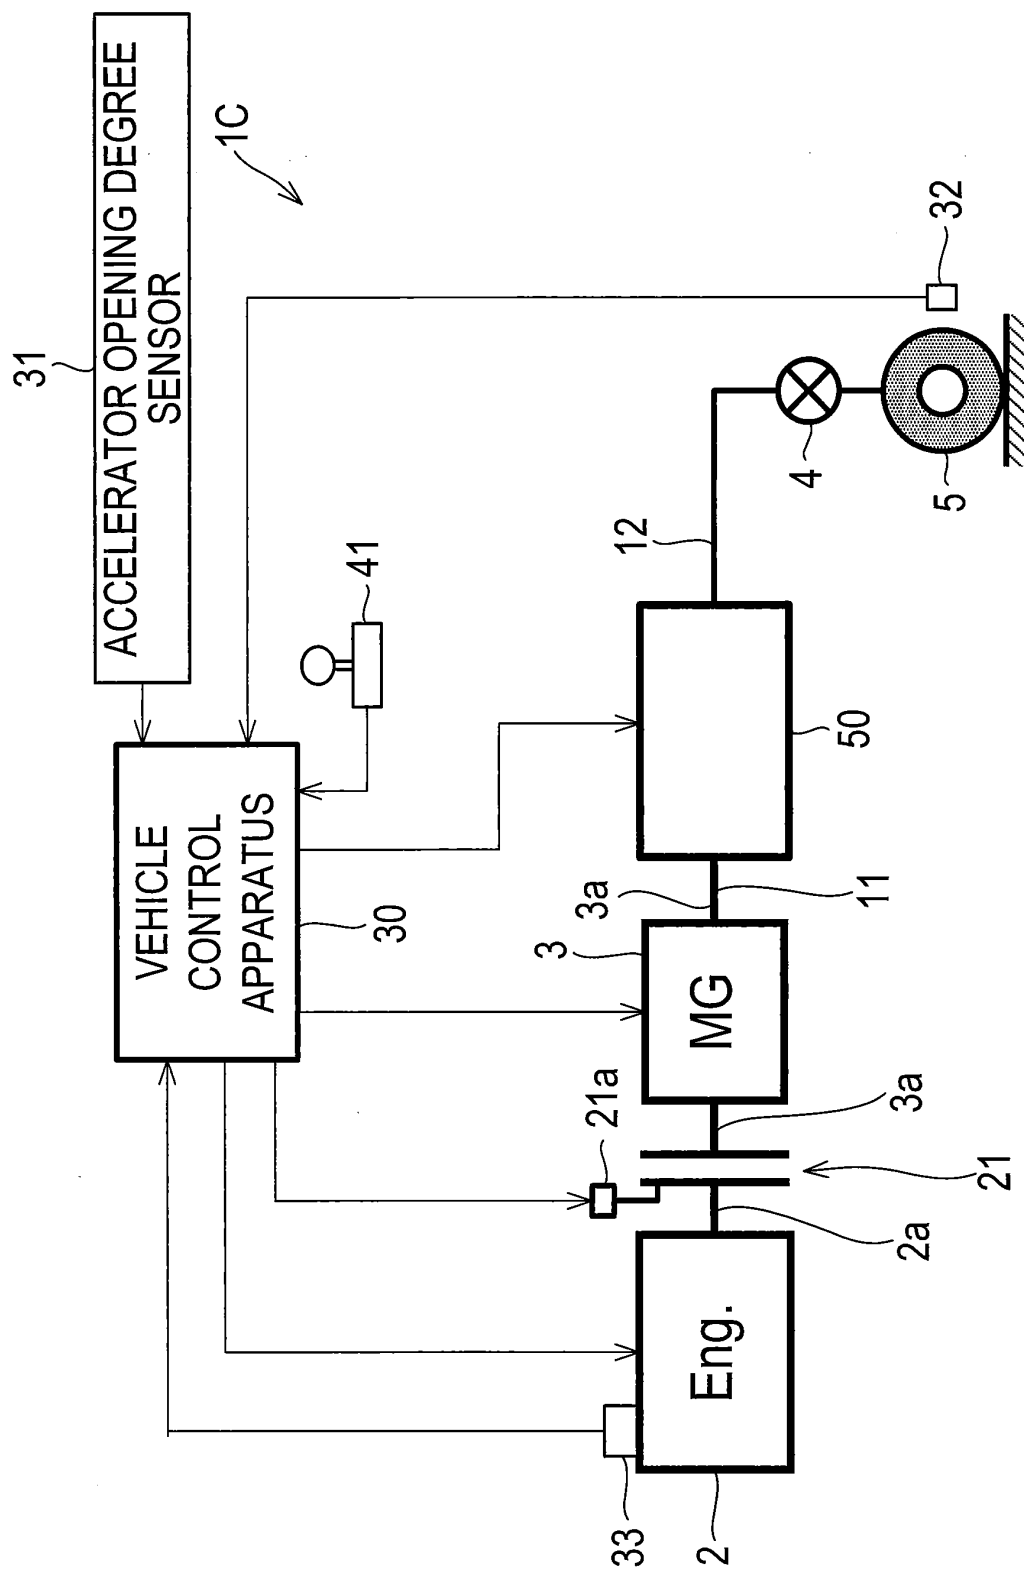 31
ACCELERATOR OPENING DEGREE
SENSOR
1C
VEHICLE
CONTROL
APPARATUS
30
41
32
33
21a
3
3a
12
4
Eng.
MG
2
2a
21
3a
11
50
5